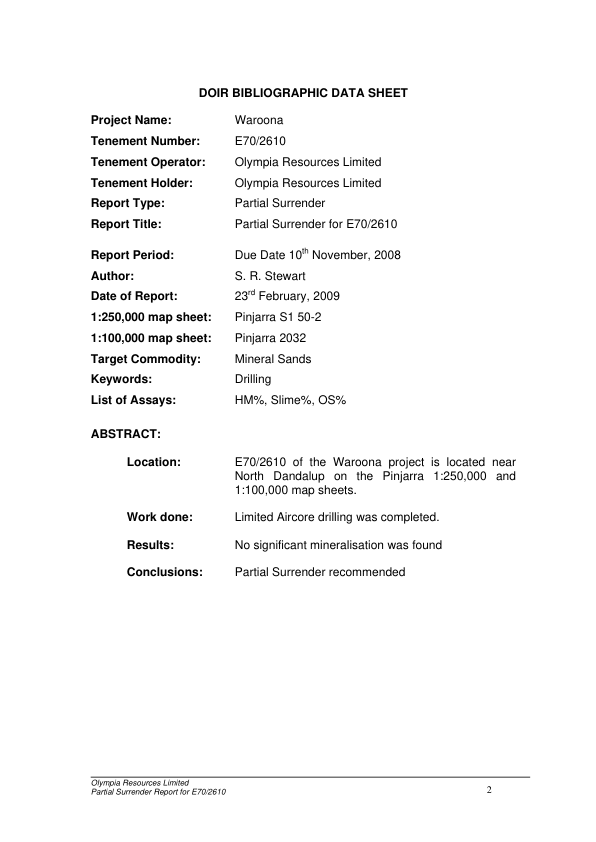 DOIR BIBLIOGRAPHIC DATA SHEET
Project Name: Waroona
Tenement Number: E70/2610
Tenement Operator: Olympia Resources Limited
Tenement Holder: Olympia Resources Limited
Report Type: Partial Surrender
Report Title: Partial Surrender for E70/2610
Report Period: Due Date 10th November, 2008
Author: S. R. Stewart
Date of Report: 23rd February, 2009
1:250,000 map sheet: Pinjarra S1 50-2
1:100,000 map sheet: Pinjarra 2032
Target Commodity: Mineral Sands
Keywords: Drilling
List of Assays: HM%, Slime%, OS%
ABSTRACT:
Location: E70/2610 of the Waroona project is located near
North Dandalup on the Pinjarra 1:250,000 and
1:100,000 map sheets.
Work done: Limited Aircore drilling was completed.
Results: No significant mineralisation was found
Conclusions: Partial Surrender recommended
Olympia Resources Limited
Partial Surrender Report for E70/2610 2